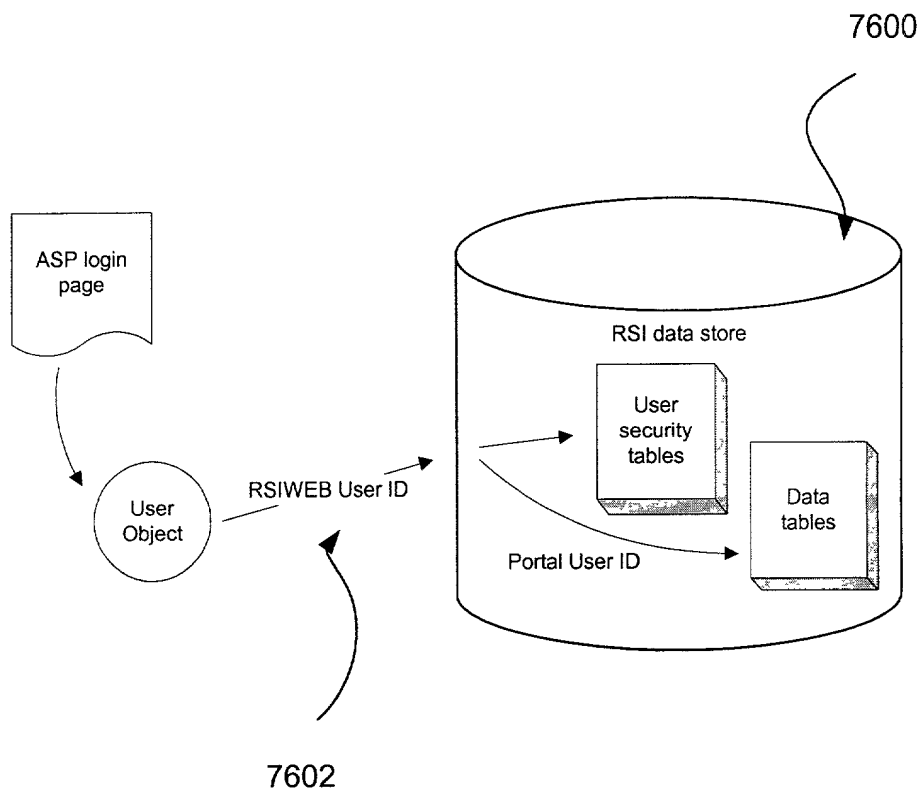 7600
ASP login
page
RSI data store
User
security
tables
User
Object
RSIWEB User ID
Data
tables
Portal User ID
7602